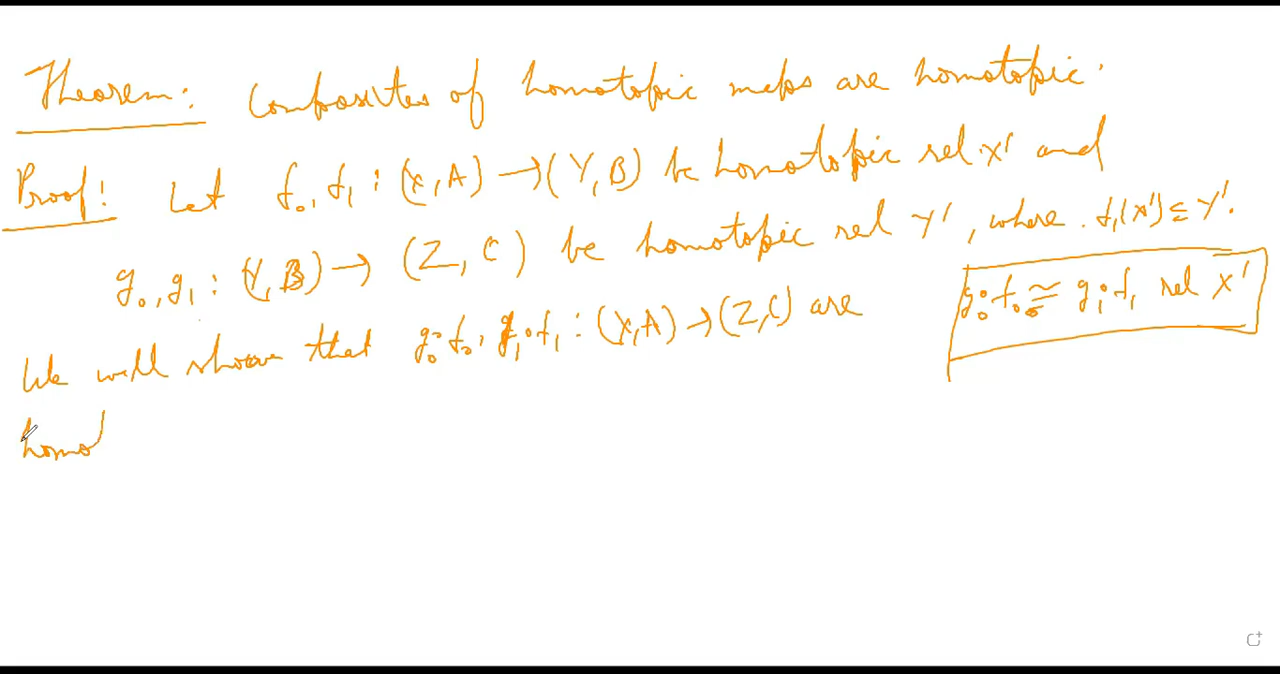 Theorem: Composites of homotopic maps are homotopic.
Proof: Let f₀, f₁ : (X, A) → (Y, B) be homotopic rel. X' and
g₀, g₁ : (Y, B) → (Z, C) be homotopic rel Y', where f₁(X') ⊆ Y'.
g₀∘f₀ ≃ g₁∘f₁ rel X'
We will show that g₀∘f₀, g₁∘f₁ : (X, A) → (Z, C) are
homo